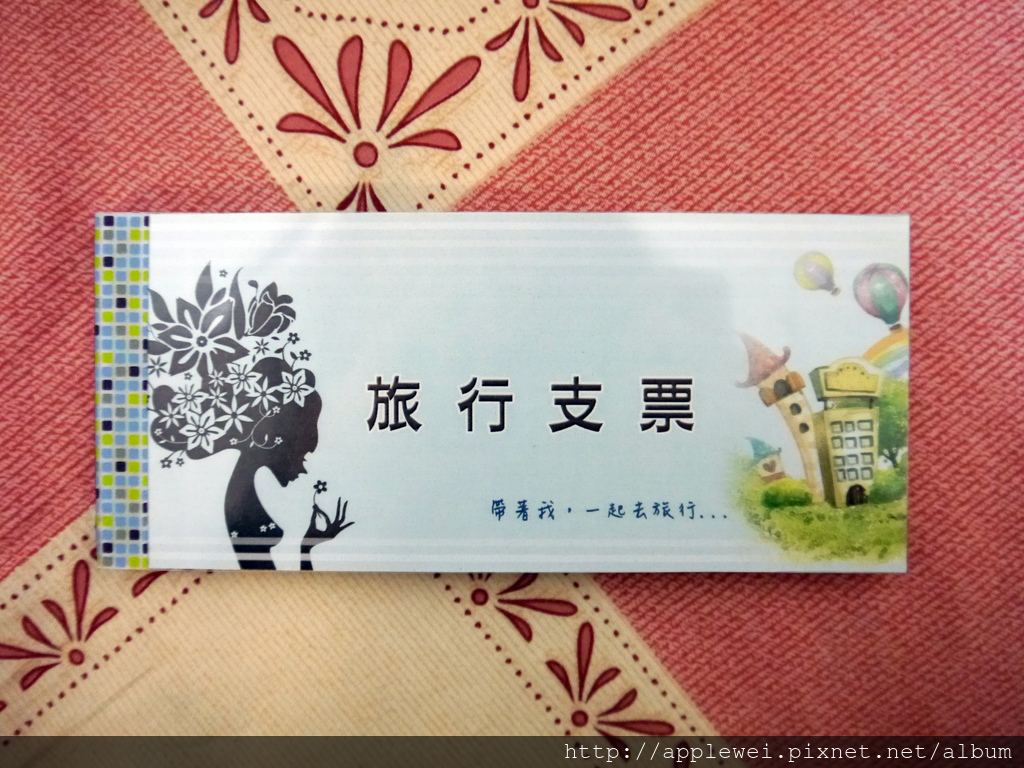 旅行支票
帶著我，一起去旅行...
http://applewei.pixnet.net/album